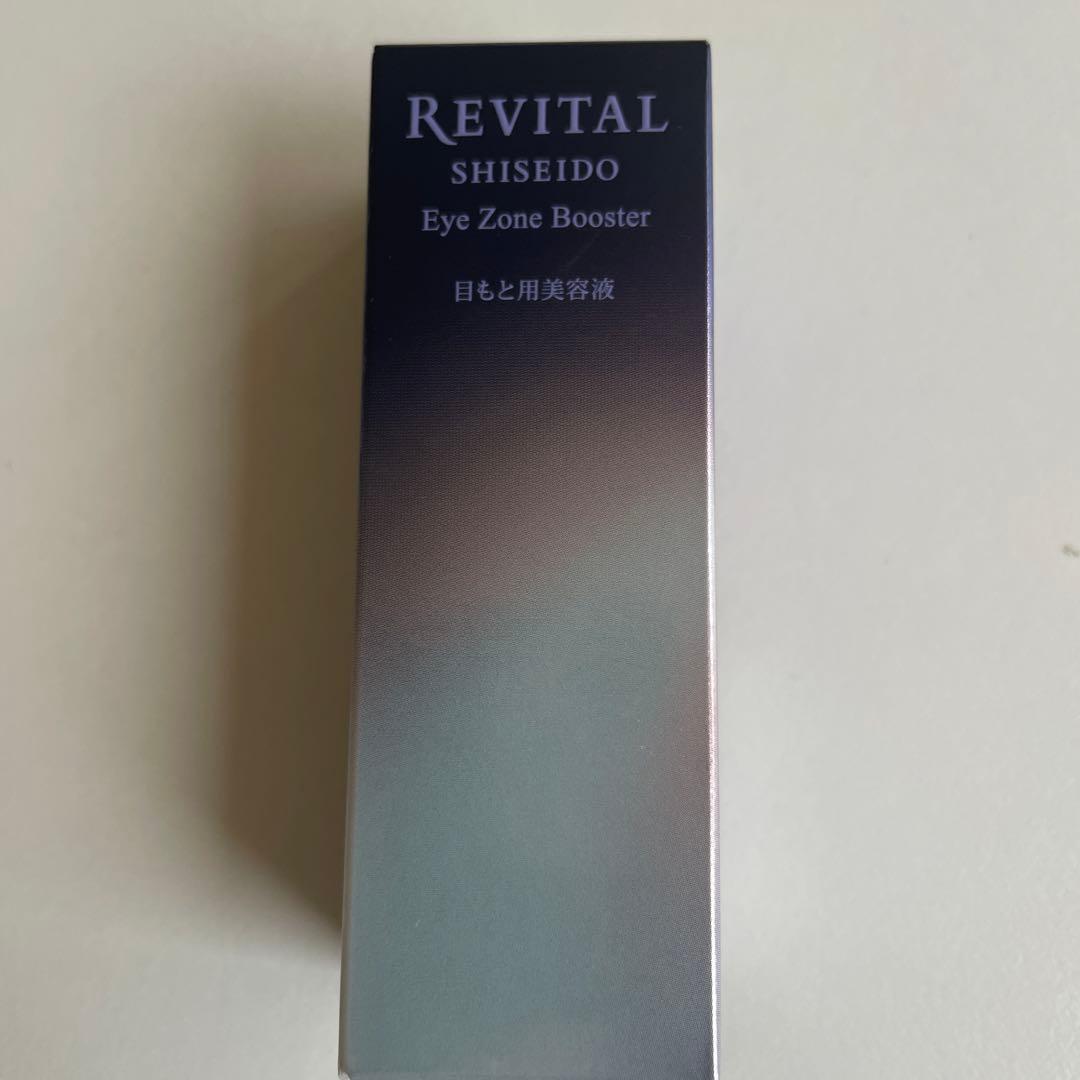 REVITAL
SHISEIDO
Eye Zone Booster
目もと用美容液